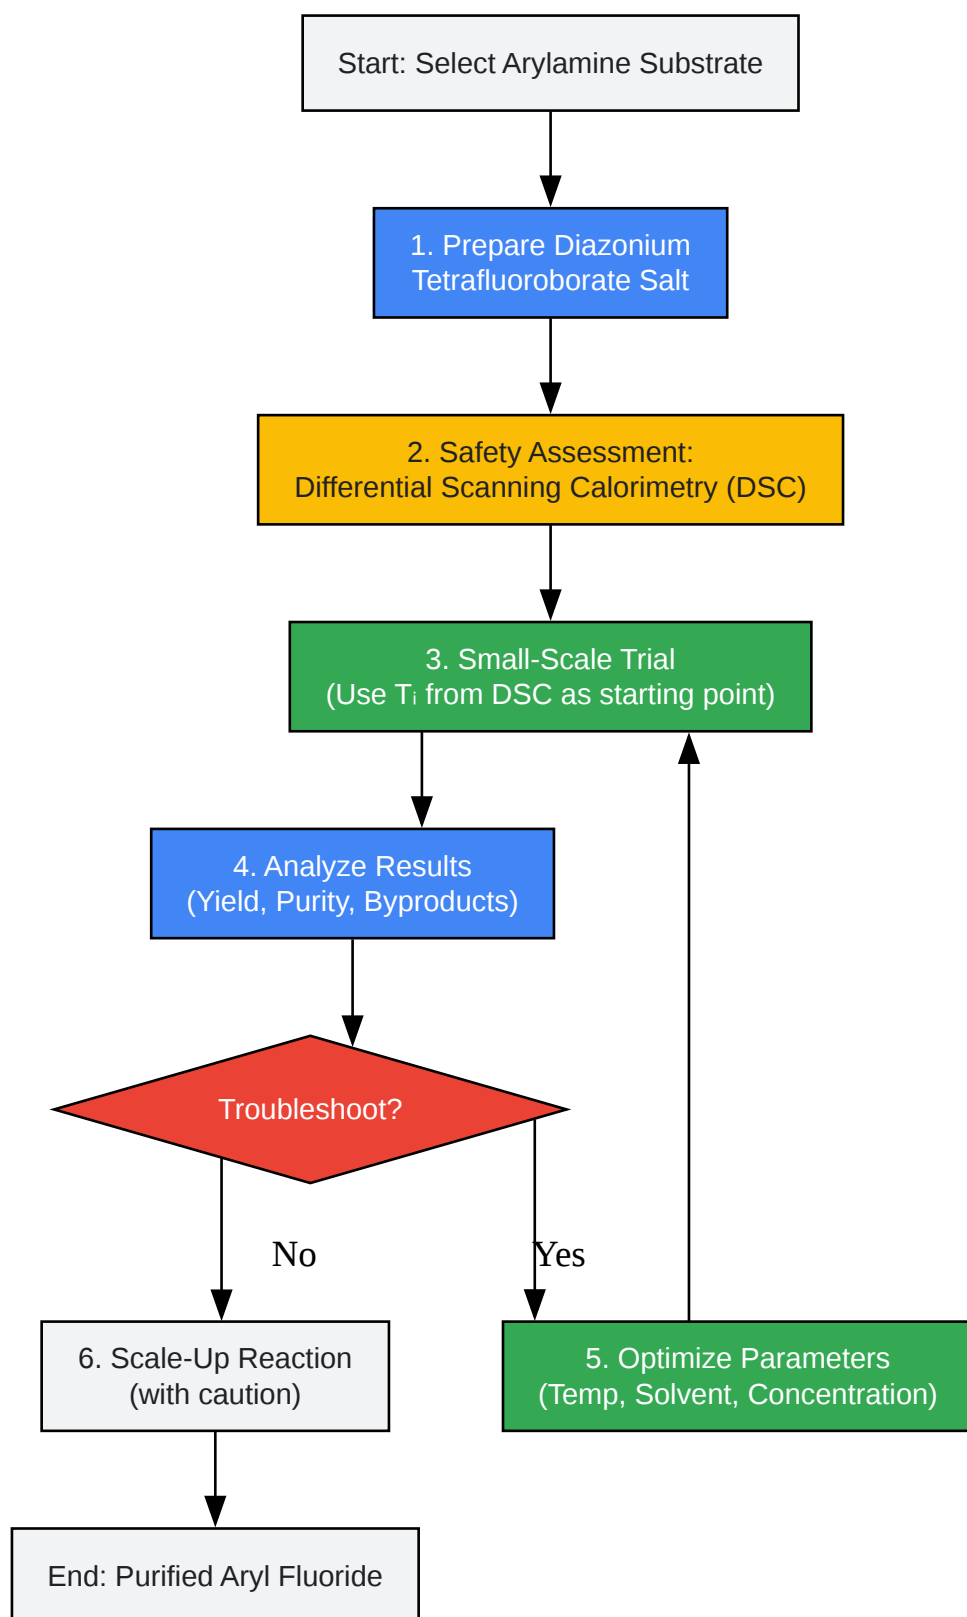 Start: Select Arylamine Substrate
1. Prepare Diazonium
Tetrafluoroborate Salt
2. Safety Assessment:
Differential Scanning Calorimetry (DSC)
3. Small-Scale Trial
(Use Tᵢ from DSC as starting point)
4. Analyze Results
(Yield, Purity, Byproducts)
Troubleshoot?
No
Yes
6. Scale-Up Reaction
(with caution)
5. Optimize Parameters
(Temp, Solvent, Concentration)
End: Purified Aryl Fluoride